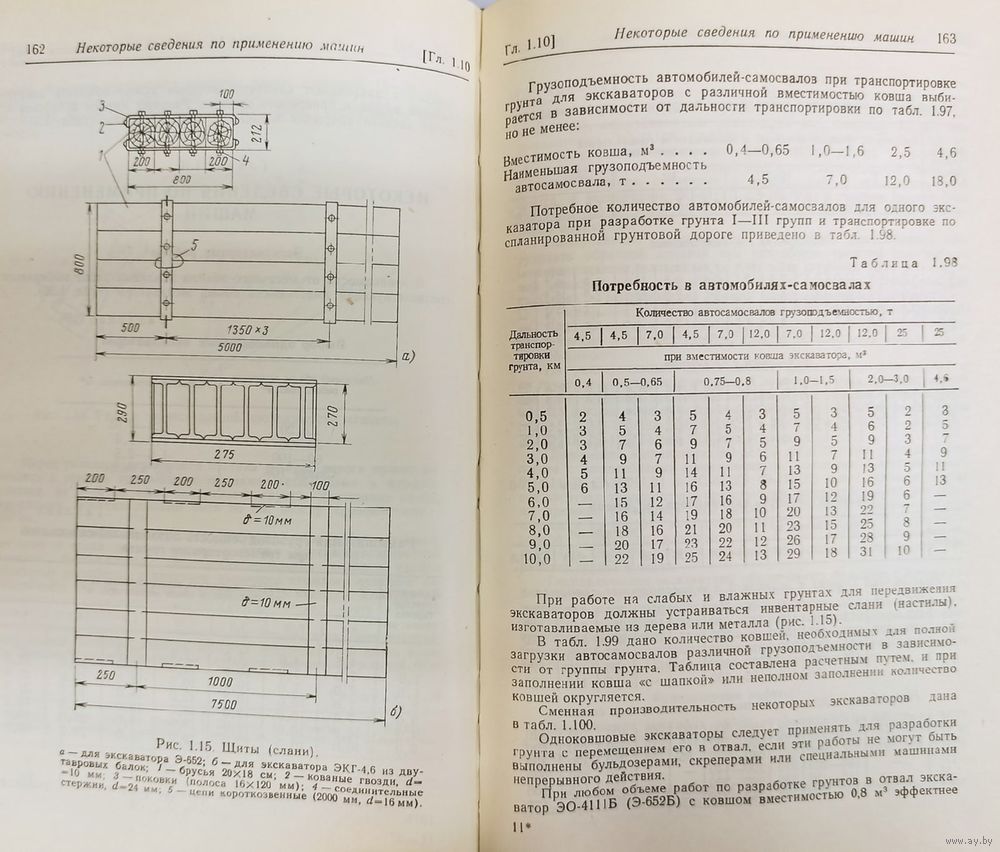 162 Некоторые сведения по применению машин [Гл. 1.10
100
3
2
1
212
200
200
4
800
5
800
500
1350×3
5000
а)
290
270
275
200
250
200
250
200
100
δ=10мм
δ=10мм
250
1000
7500
б)
Рис. 1.15. Щиты (слани).
а — для экскаватора Э-652; б — для экскаватора ЭКГ-4,6 из дву-
тавровых балок; 1 — брусья 20×18 см; 2 — кованые гвозди, d=
=10 мм; 3 — поковки (полоса 16×120 мм); 4 — соединительные
стержни, d=24 мм; 5 — цепи короткозвенные (2000 мм, d=16 мм).
Гл. 1.10] Некоторые сведения по применению машин 163
Грузоподъемность автомобилей-самосвалов при транспортировке
грунта для экскаваторов с различной вместимостью ковша выби-
рается в зависимости от дальности транспортировки по табл. 1.97,
но не менее:
Вместимость ковша, м³ . . . . 0,4—0,65 1,0—1,6 2,5 4,6
Наименьшая грузоподъемность
автосамосвала, т . . . . . . . 4,5 7,0 12,0 18,0
Потребное количество автомобилей-самосвалов для одного экс-
каватора при разработке грунта I—III групп и транспортировке по
спланированной грунтовой дороге приведено в табл. 1.98.
Таблица 1.98
Потребность в автомобилях-самосвалах
Дальность
транспор-
тировки
грунта, км
Количество автосамосвалов грузоподъемностью, т
4,5 4,5 7,0 4,5 7,0 12,0 7,0 12,0 12,0 25 25
при вместимости ковша экскаватора, м³
0,4 0,5—0,65 0,75—0,8 1,0—1,5 2,0—3,0 4,6
0,5 2 4 3 5 4 3 5 3 5 2 3
1,0 3 5 4 7 5 4 7 4 6 2 5
2,0 3 7 6 9 7 5 9 5 9 3 7
3,0 4 9 7 11 9 6 11 7 11 4 9
4,0 5 11 9 14 11 7 13 9 13 5 11
5,0 6 13 11 16 13 8 15 10 16 6 13
6,0 — 15 12 17 16 9 17 12 19 6 —
7,0 — 16 14 19 18 10 20 13 22 7 —
8,0 — 18 16 21 20 11 23 15 25 8 —
9,0 — 20 17 23 22 12 26 17 28 9 —
10,0 — 22 19 25 24 13 29 18 31 10 —
При работе на слабых и влажных грунтах для передвижения
экскаваторов должны устраиваться инвентарные слани (настилы),
изготавливаемые из дерева или металла (рис. 1.15).
В табл. 1.99 дано количество ковшей, необходимых для полной
загрузки автосамосвалов различной грузоподъемности в зависимо-
сти от группы грунта. Таблица составлена расчетным путем, и при
заполнении ковша «с шапкой» или неполном заполнении количество
ковшей округляется.
Сменная производительность некоторых экскаваторов дана
в табл. 1.100.
Одноковшовые экскаваторы следует применять для разработки
грунта с перемещением его в отвал, если эти работы не могут быть
выполнены бульдозерами, скреперами или специальными машинами
непрерывного действия.
При любом объеме работ по разработке грунтов в отвал экска-
ватор ЭО-4111Б (Э-652Б) с ковшом вместимостью 0,8 м³ эффектнее
11*
www.ay.by